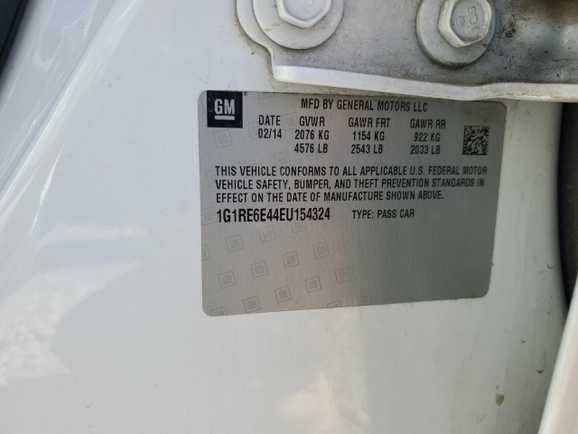 GM
MFD BY GENERAL MOTORS LLC
DATE GVWR GAWR FRT GAWR RR
02/14 2076 KG 1154 KG 922 KG
4576 LB 2543 LB 2033 LB
THIS VEHICLE CONFORMS TO ALL APPLICABLE U.S. FEDERAL MOTOR
VEHICLE SAFETY, BUMPER, AND THEFT PREVENTION STANDARDS IN
EFFECT ON THE DATE OF MANUFACTURE SHOWN ABOVE.
1G1RE6E44EU154324 TYPE: PASS CAR